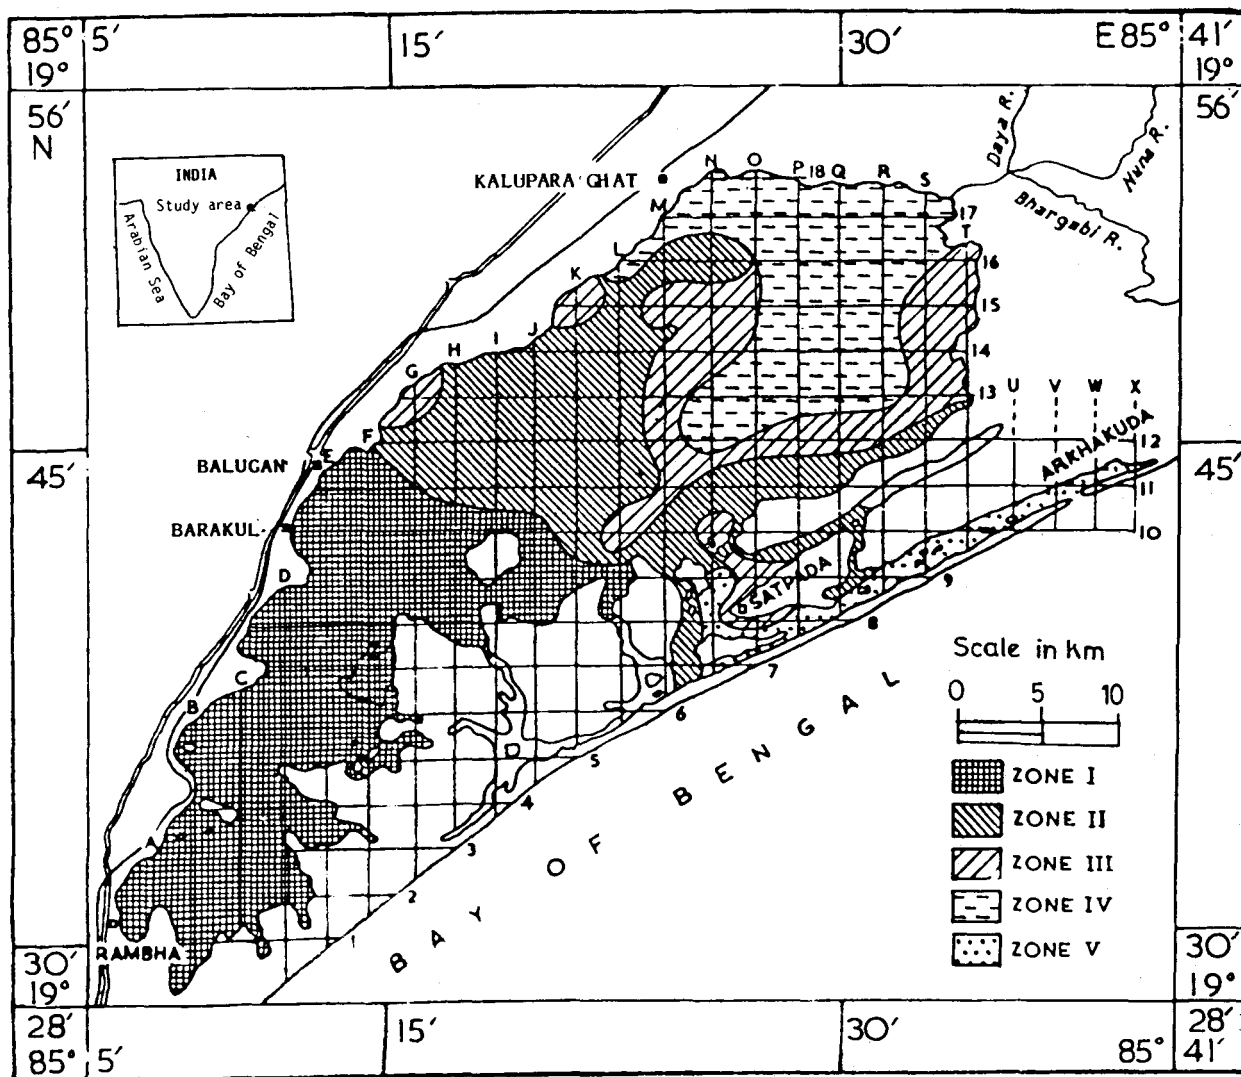 85° 5′ 15′ 30′ E85° 41′
19° 19°
56′ 56′
N
INDIA
Study area
Arabian Sea
Bay of Bengal
KALUPARA GHAT
Daya R.
Nuna R.
Bhargabi R.
N O P 18 Q R S
M 17
T
L 16
K
15
J
I
H 14
G
13 U V W X
F 12
ARKHAKUDA
E
BALUGAN
45′ 45′
11
BARAKUL 10
D
SATPADA
9
8
C 7
B 6
5
4
A 3
2
1
RAMBHA
BAY OF BENGAL
Scale in Km
0 5 10
ZONE I
ZONE II
ZONE III
ZONE IV
ZONE V
30′ 30′
19° 19°
28′ 15′ 30′ 28′
85° 5′ 85° 41′